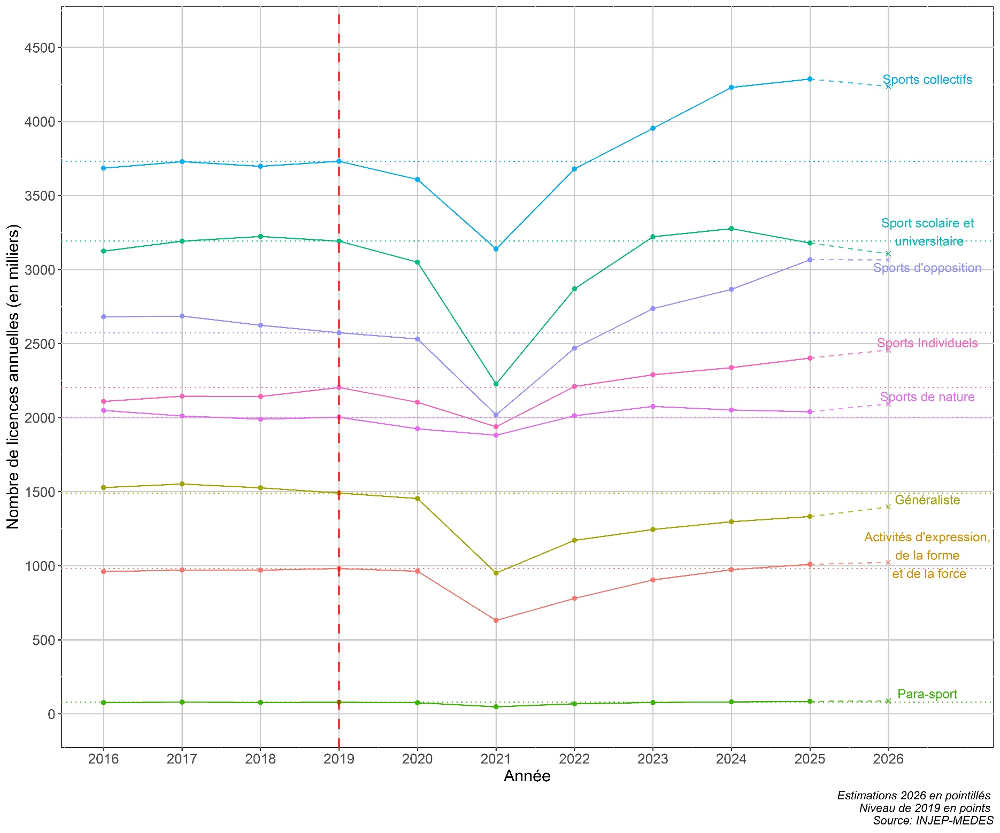 4500
4000
3500
3000
2500
2000
1500
1000
500
0
Nombre de licences annuelles (en milliers)
Sports collectifs
Sport scolaire et
universitaire
Sports d'opposition
Sports Individuels
Sports de nature
Généraliste
Activités d'expression,
de la forme
et de la force
Para-sport
2016 2017 2018 2019 2020 2021 2022 2023 2024 2025 2026
Année
Estimations 2026 en pointillés
Niveau de 2019 en points
Source: INJEP-MEDES